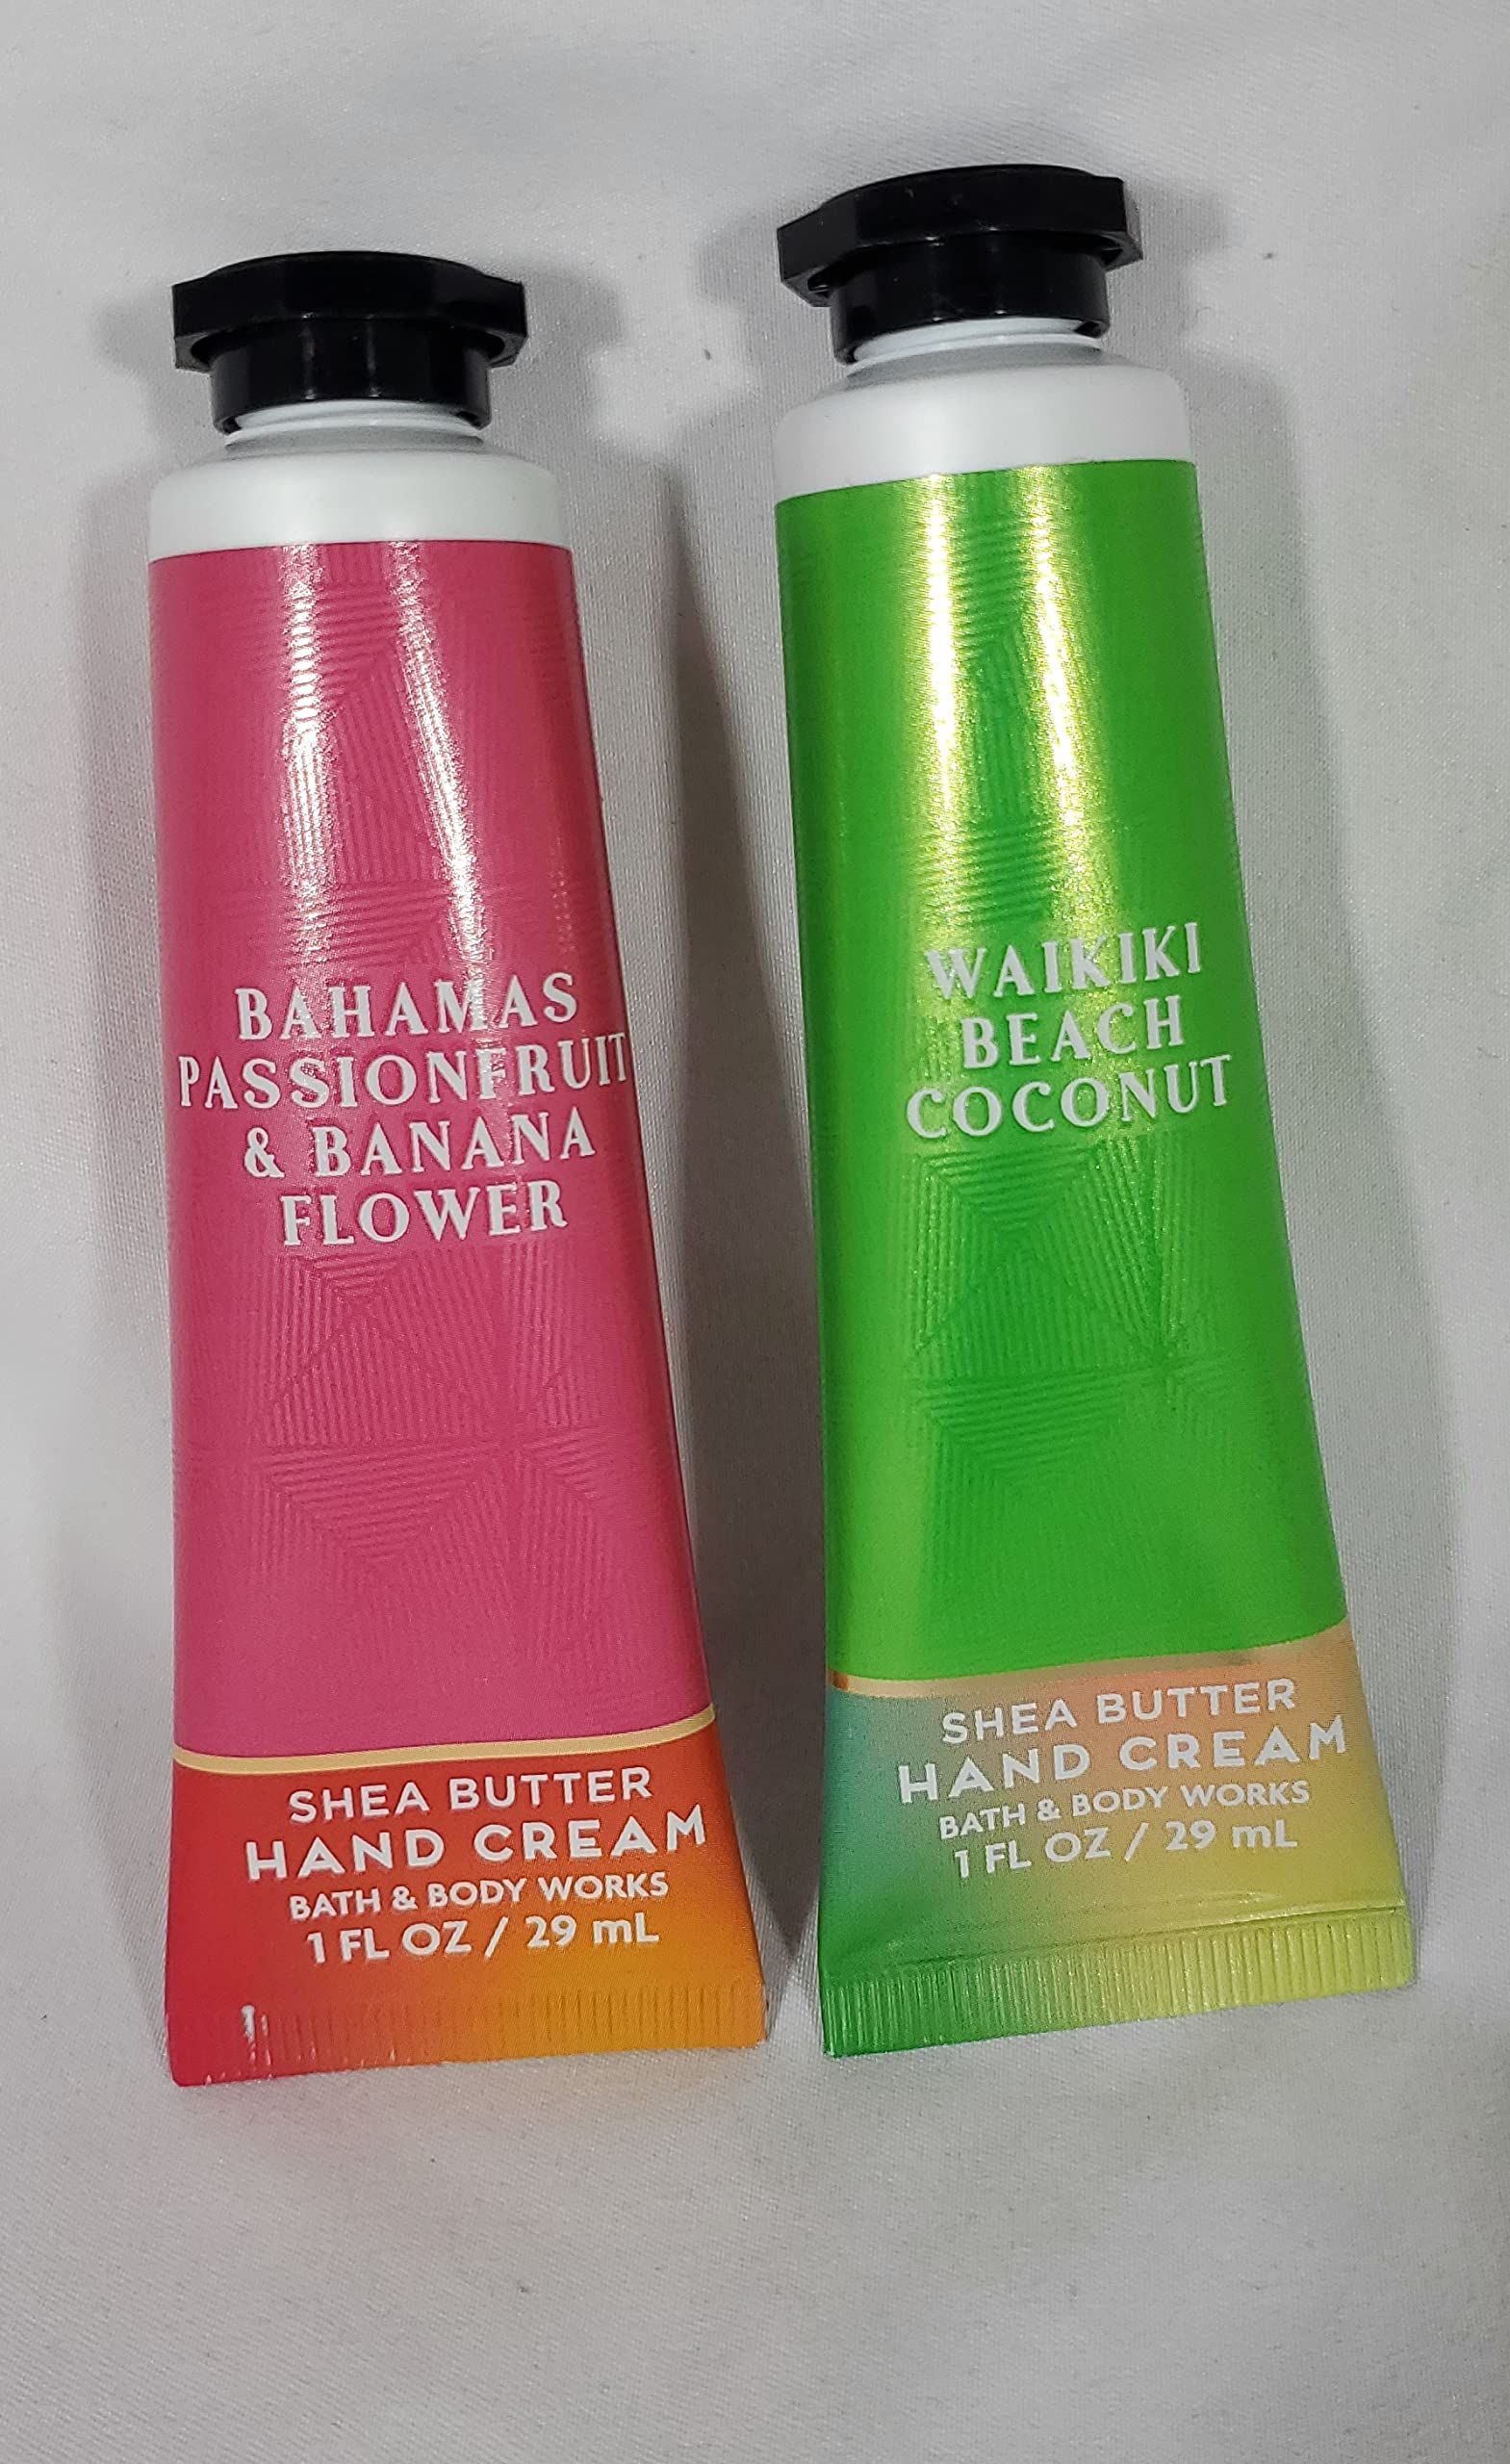 BAHAMAS
PASSIONFRUIT
& BANANA
FLOWER
SHEA BUTTER
HAND CREAM
BATH & BODY WORKS
1 FL OZ / 29 mL
WAIKIKI
BEACH
COCONUT
SHEA BUTTER
HAND CREAM
BATH & BODY WORKS
1 FL OZ / 29 mL